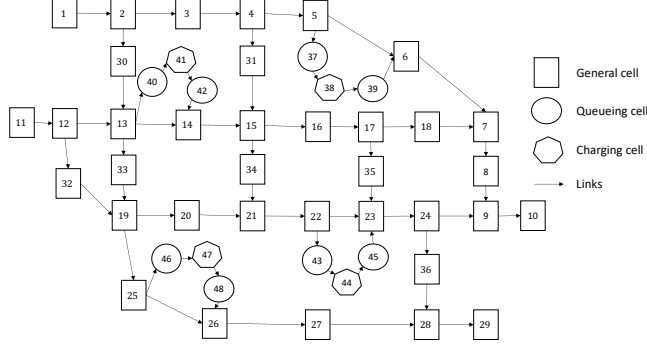 1 2 3 4 5
6
30 31 37
41
40 42 38 39
General cell
11 12 13 14 15 16 17 18 7
Queueing cell
Charging cell
32 33 34 35 8
Links
19 20 21 22 23 24 9 10
46 47 43 45
44 36
25 48
26 27 28 29